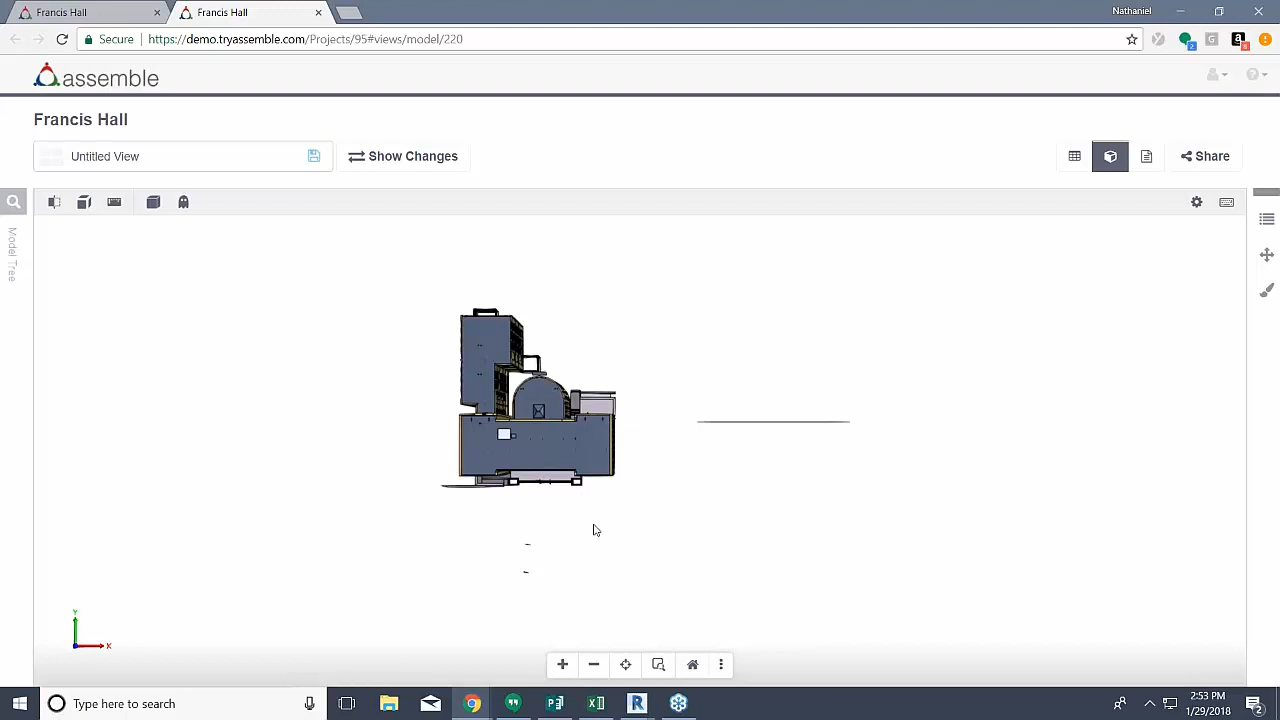 Francis Hall
Francis Hall
Nathaniel
Secure
https://demo.tryassemble.com/Projects/95#views/model/220
assemble
Francis Hall
Untitled View
Show Changes
Share
Model Tree
Y
X
Type here to search
2:53 PM
1/29/2018